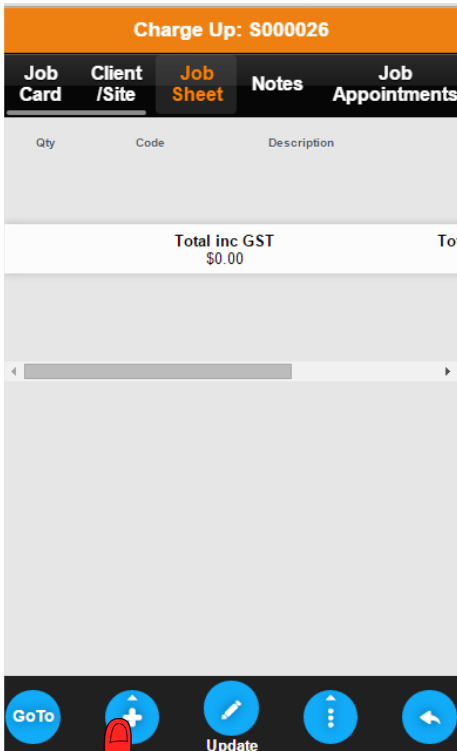 Charge Up: S000026
Job Card
Client /Site
Job Sheet
Notes
Job Appointments
Qty Code Description
Total inc GST
$0.00
GoTo
Update